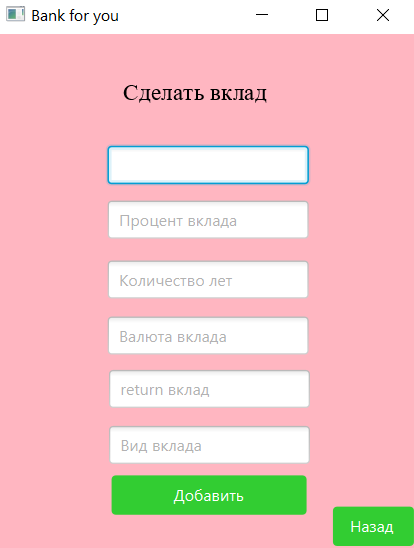 Bank for you
Сделать вклад
Процент вклада
Количество лет
Валюта вклада
return вклад
Вид вклада
Добавить
Назад